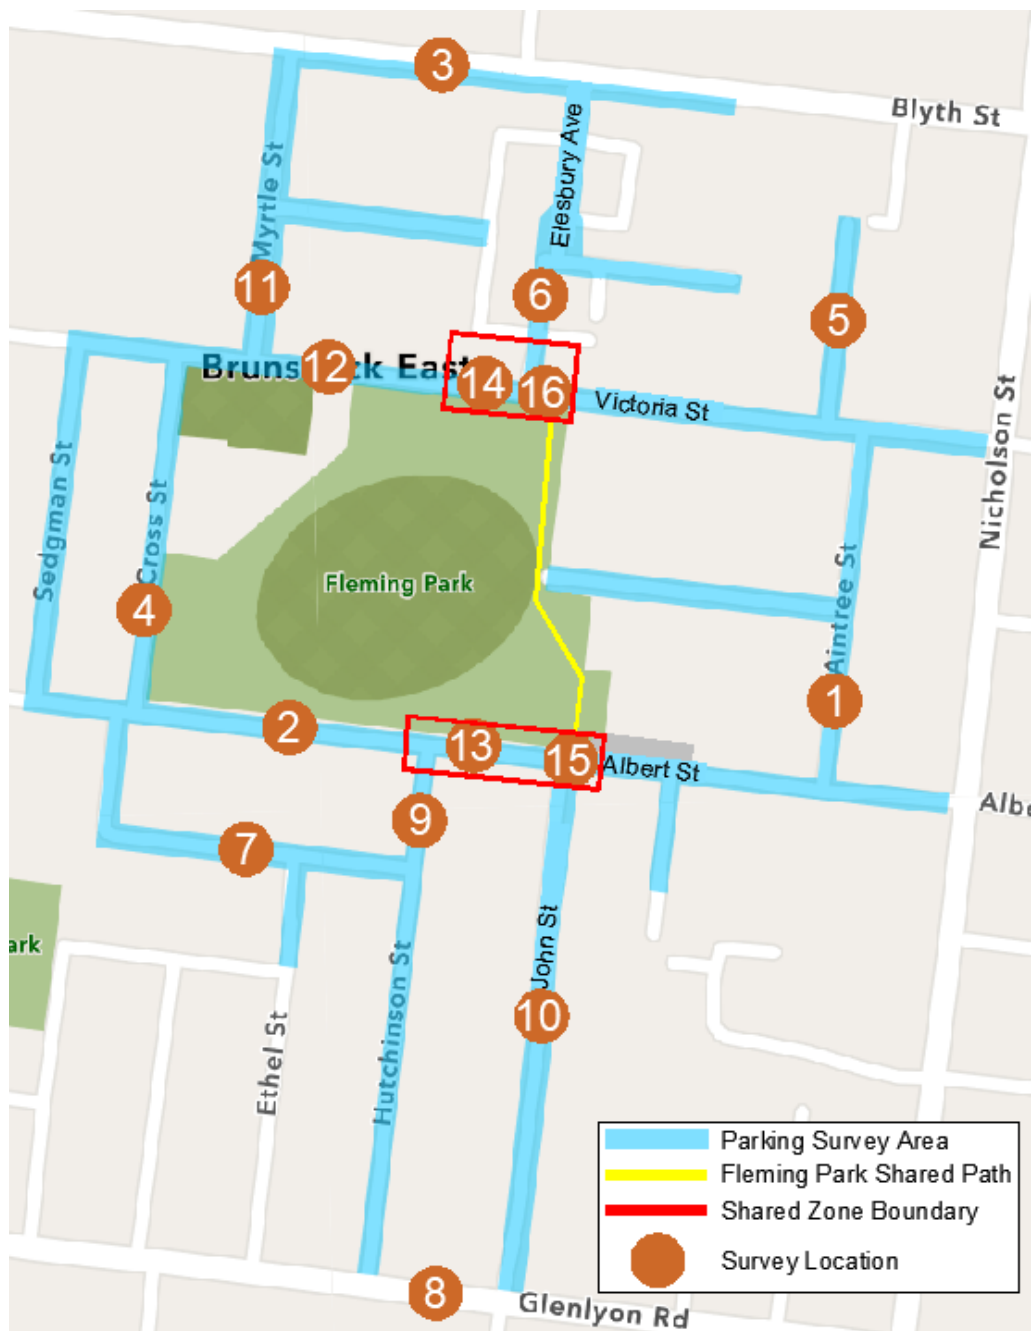 3
Blyth St
Elesbury Ave
Myrtle St
11
6
5
Brunswick East
12
14
16
Victoria St
Nicholson St
Sedgman St
Cross St
Fleming Park
4
Aintree St
1
2
13
15
Albert St
9
7
ark
John St
10
Ethel St
Hutchinson St
8
Glenlyon Rd
Parking Survey Area
Fleming Park Shared Path
Shared Zone Boundary
Survey Location